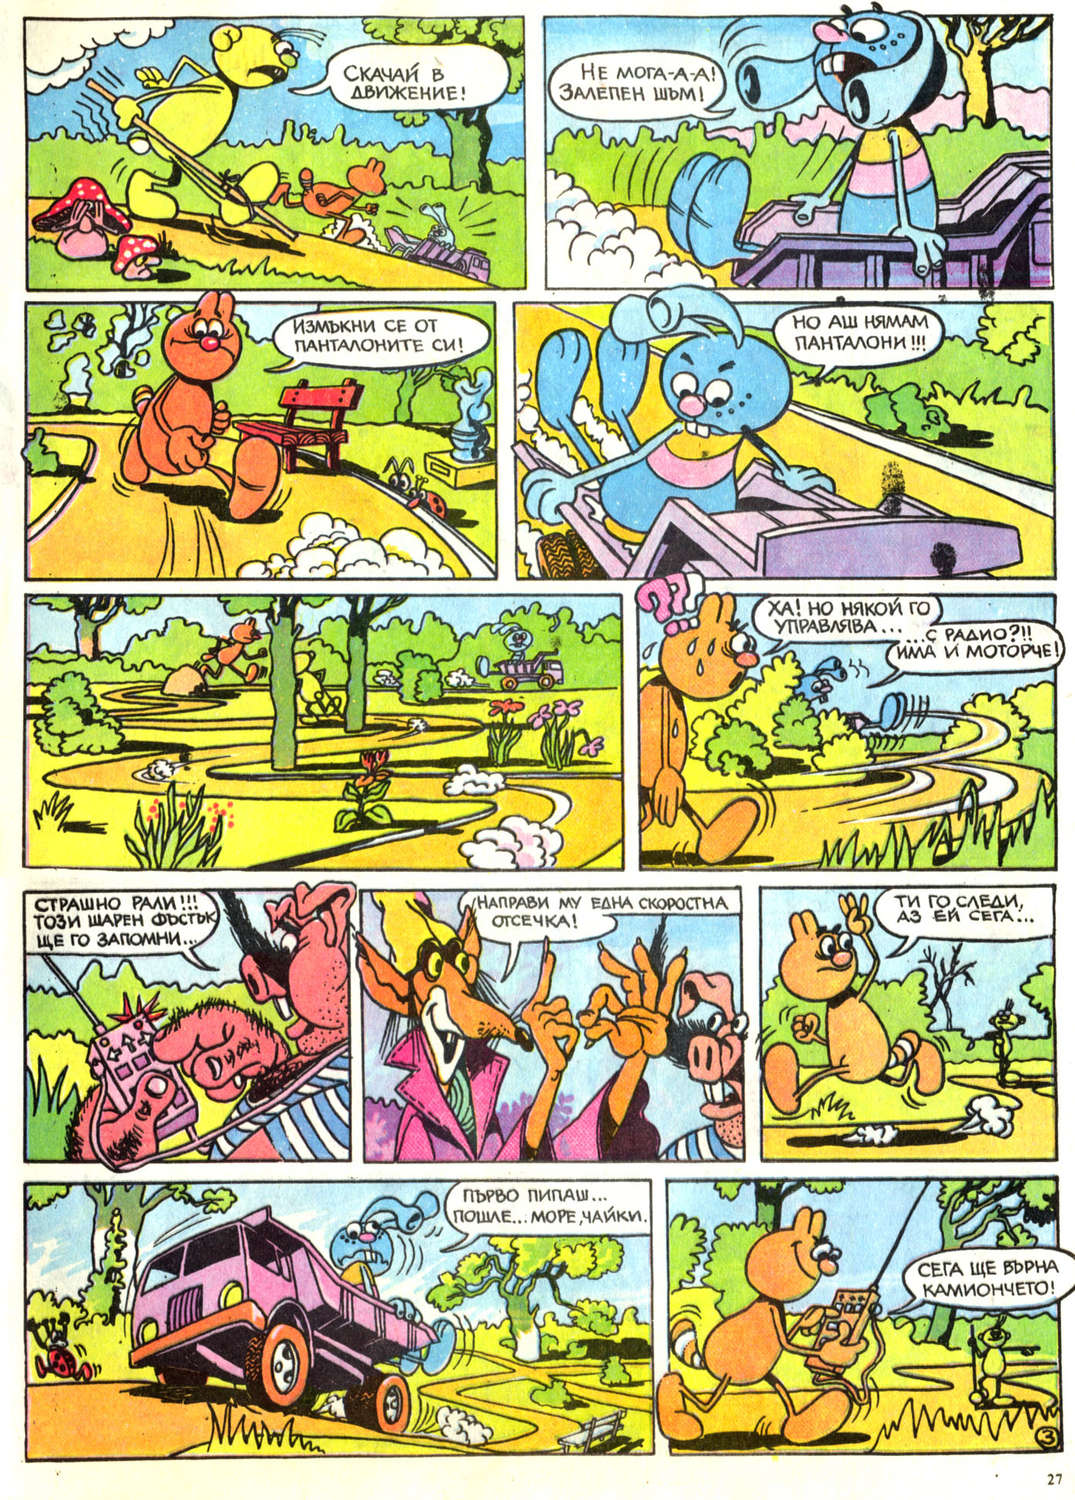 СКАЧАЙ В
ДВИЖЕНИЕ!
НЕ МОГА-А-А!
ЗАЛЕПЕН ШЪМ!
ИЗМЪКНИ СЕ ОТ
ПАНТАЛОНИТЕ СИ!
НО АШ НЯМАМ
ПАНТАЛОНИ!!!
??!
ХА! НО НЯКОЙ ГО
УПРАВЛЯВА...
...С РАДИО?!!
ИМА И МОТОРЧЕ!
СТРАШНО РАЛИ!!!
ТОЗИ ШАРЕН ФЪСТЪК
ЩЕ ГО ЗАПОМНИ...
НАПРАВИ МУ ЕДНА СКОРОСТНА
ОТСЕЧКА!
ТИ ГО СЛЕДИ,
АЗ ЕЙ СЕГА...
ПЪРВО ПИПАШ...
ПОШЛЕ... МОРЕ, ЧАЙКИ.
СЕГА ЩЕ ВЪРНА
КАМИОНЧЕТО!
3
27